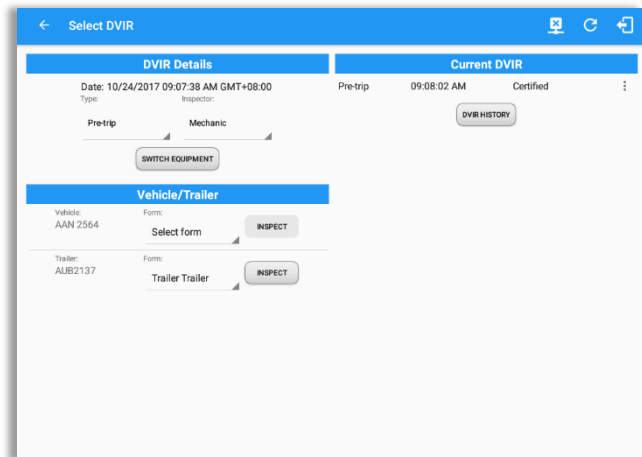 Select DVIR
DVIR Details
Date: 10/24/2017 09:07:38 AM GMT+08:00
Type: Inspector:
Pre-trip Mechanic
SWITCH EQUIPMENT
Vehicle/Trailer
Vehicle: Form:
AAN 2564 Select form INSPECT
Trailer: Form:
AUB2137 Trailer Trailer INSPECT
Current DVIR
Pre-trip 09:08:02 AM Certified
DVIR HISTORY